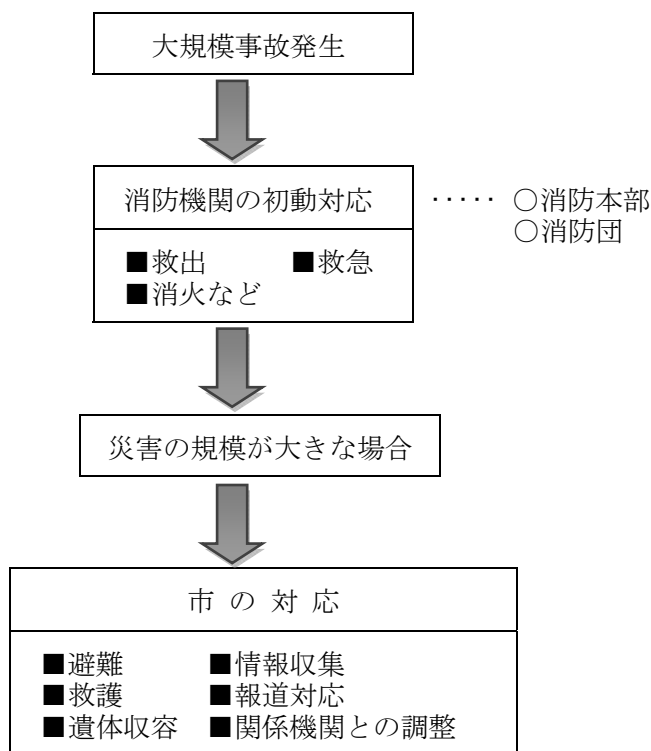 大規模事故発生
消防機関の初動対応 ‥‥‥ ○消防本部
○消防団
■救出 ■救急
■消火など
災害の規模が大きな場合
市 の 対 応
■避難 ■情報収集
■救護 ■報道対応
■遺体収容 ■関係機関との調整